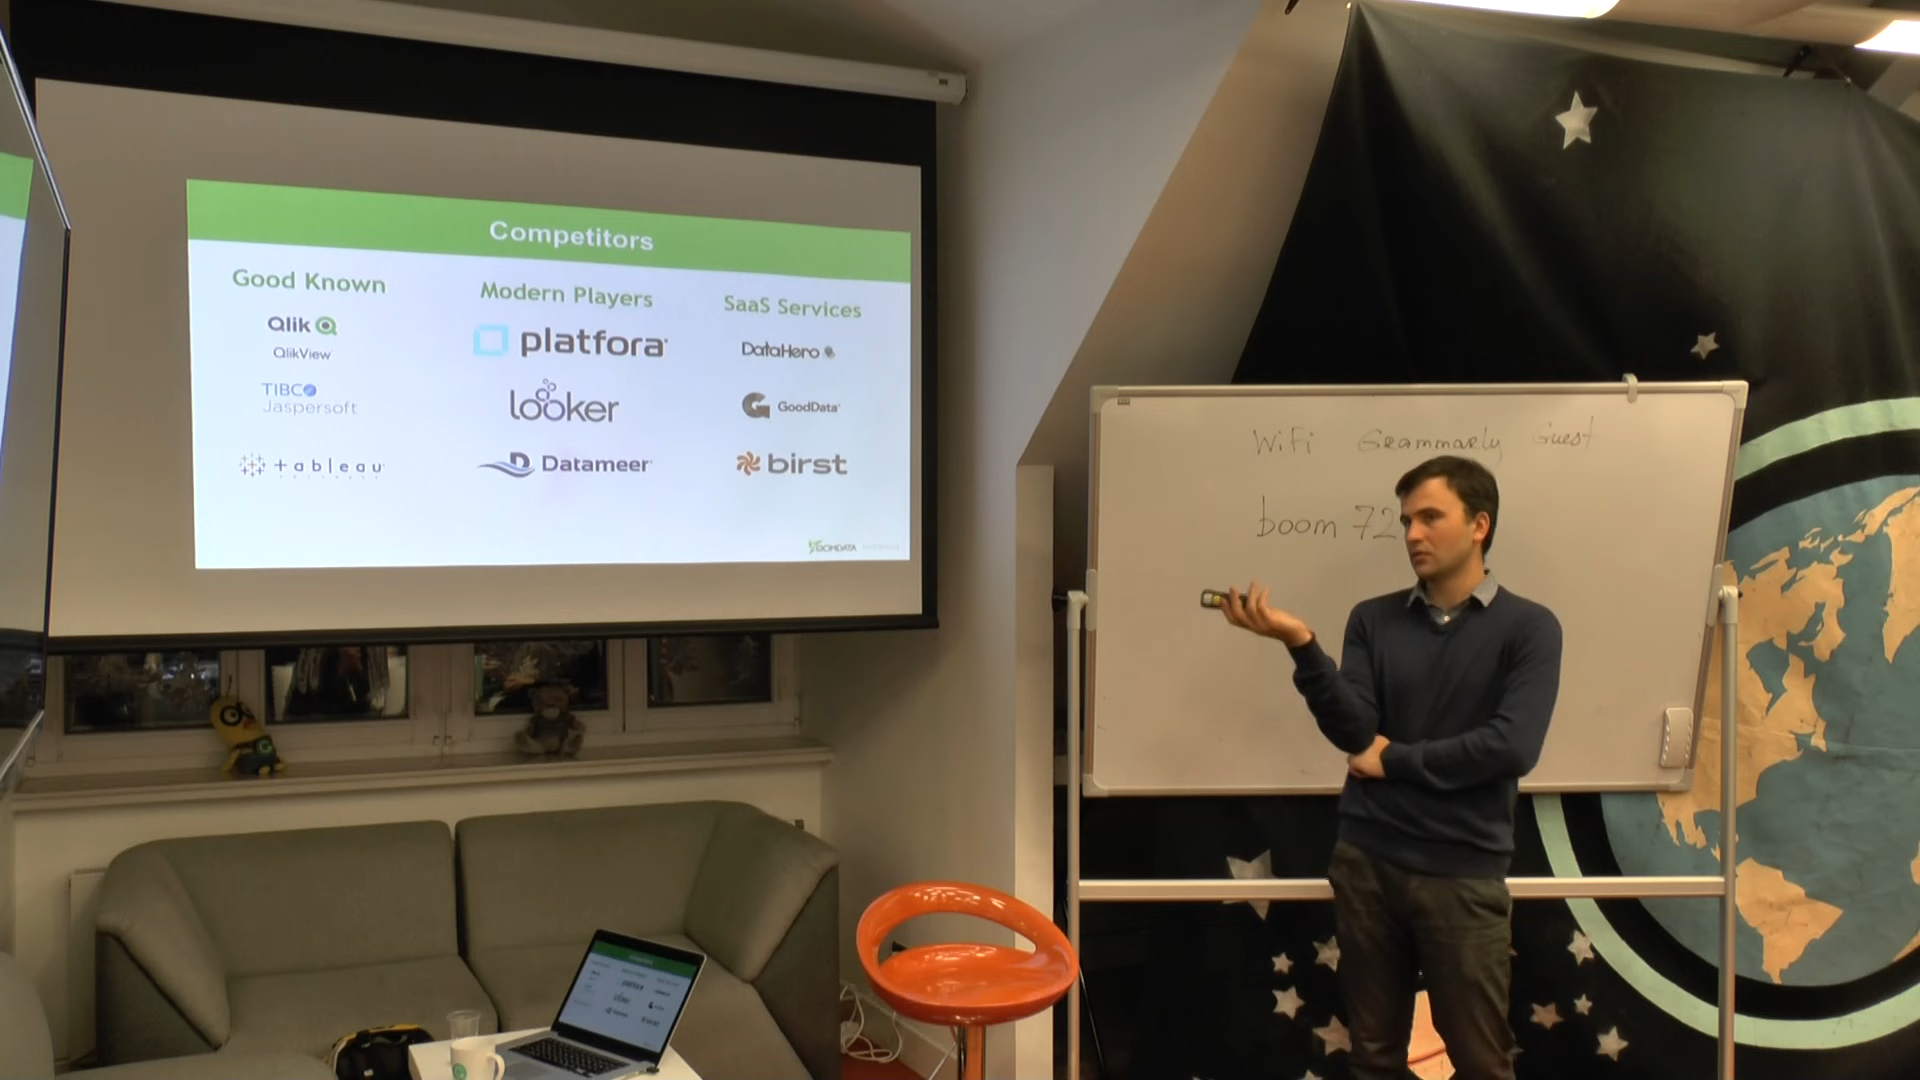 Competitors
Good Known
Modern Players
SaaS Services
Qlik
QlikView
TIBCO
Jaspersoft
+ableau
platfora
looker
Datameer
DataHero
GoodData
birst
WiFi Grammarly Guest
boom 72